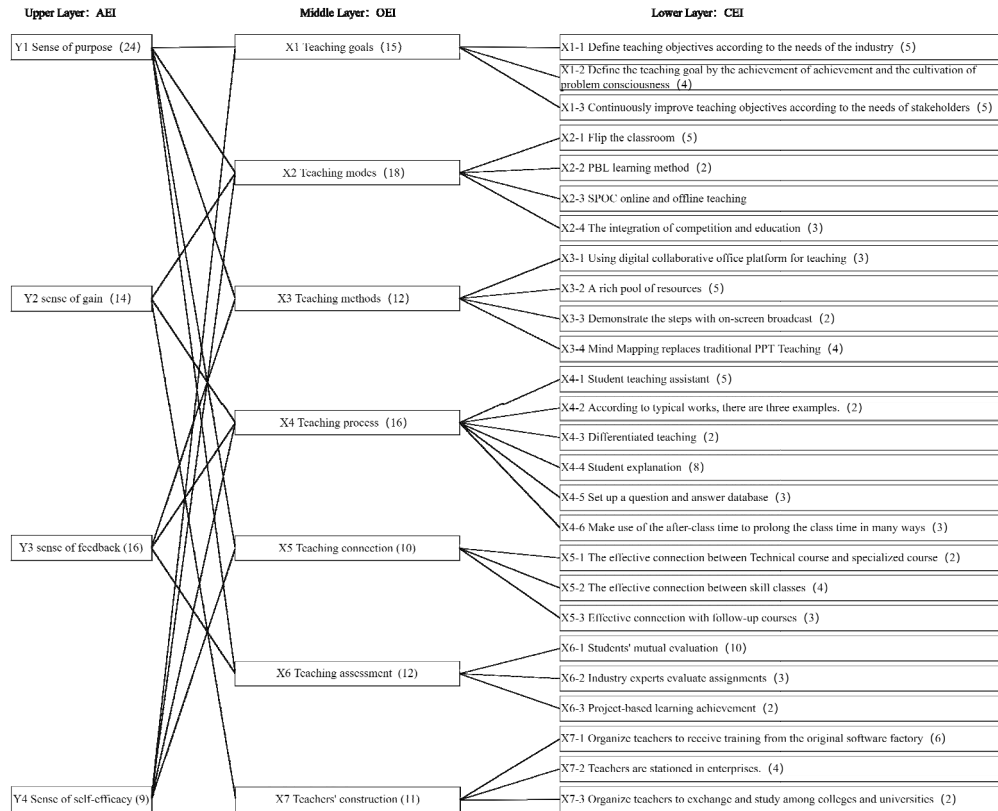 Upper Layer: AEI
Middle Layer: OEI
Lower Layer: CEI
Y1 Sense of purpose (24)
Y2 sense of gain (14)
Y3 sense of feedback (16)
Y4 Sense of self-efficacy (9)
X1 Teaching goals (15)
X2 Teaching modes (18)
X3 Teaching methods (12)
X4 Teaching process (16)
X5 Teaching connection (10)
X6 Teaching assessment (12)
X7 Teachers' construction (11)
X1-1 Define teaching objectives according to the needs of the industry (5)
X1-2 Define the teaching goal by the achievement of achievement and the cultivation of
problem consciousness (4)
X1-3 Continuously improve teaching objectives according to the needs of stakeholders (5)
X2-1 Flip the classroom (5)
X2-2 PBL learning method (2)
X2-3 SPOC online and offline teaching
X2-4 The integration of competition and education (3)
X3-1 Using digital collaborative office platform for teaching (3)
X3-2 A rich pool of resources (5)
X3-3 Demonstrate the steps with on-screen broadcast (2)
X3-4 Mind Mapping replaces traditional PPT Teaching (4)
X4-1 Student teaching assistant (5)
X4-2 According to typical works, there are three examples. (2)
X4-3 Differentiated teaching (2)
X4-4 Student explanation (8)
X4-5 Set up a question and answer database (3)
X4-6 Make use of the after-class time to prolong the class time in many ways (3)
X5-1 The effective connection between Technical course and specialized course (2)
X5-2 The effective connection between skill classes (4)
X5-3 Effective connection with follow-up courses (3)
X6-1 Students' mutual evaluation (10)
X6-2 Industry experts evaluate assignments (3)
X6-3 Project-based learning achievement (2)
X7-1 Organize teachers to receive training from the original software factory (6)
X7-2 Teachers are stationed in enterprises. (4)
X7-3 Organize teachers to exchange and study among colleges and universities (2)